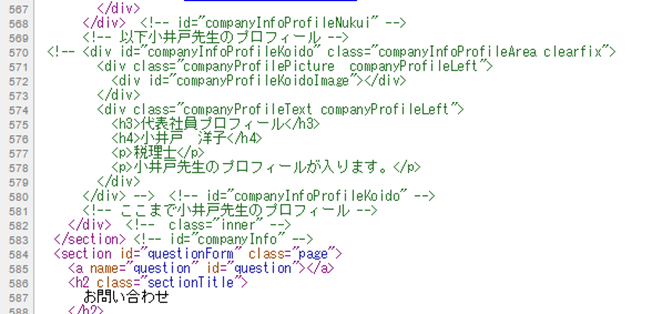 567 </div>
568 </div> <!-- id="companyInfoProfileNukui" -->
569 <!-- 以下小井戸先生のプロフィール -->
570 <!-- <div id="companyInfoProfileKoido" class="companyInfoProfileArea clearfix">
571 <div class="companyProfilePicture　companyProfileLeft">
572 <div id="companyProfileKoidoImage"></div>
573 </div>
574 <div class="companyProfileText companyProfileLeft">
575 <h3>代表社員プロフィール</h3>
576 <h4>小井戸　洋子</h4>
577 <p>税理士</p>
578 <p>小井戸先生のプロフィールが入ります。</p>
579 </div>
580 </div> --> <!-- id="companyInfoProfileKoido" -->
581 <!-- ここまで小井戸先生のプロフィール -->
582 </div> <!-- class="inner" -->
583 </section> <!-- id="companyInfo" -->
584 <section id="questionForm" class="page">
585 <a name="question" id="question"></a>
586 <h2 class="sectionTitle">
587 お問い合わせ
588 </h2>